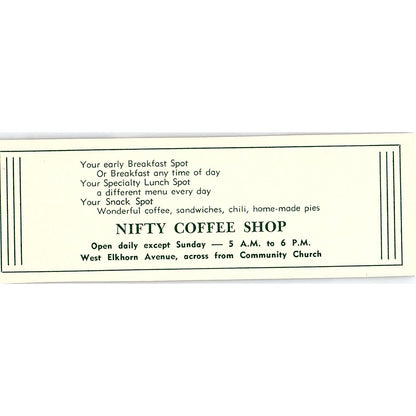 Your early Breakfast Spot
Or Breakfast any time of day
Your Specialty Lunch Spot
a different menu every day
Your Snack Spot
Wonderful coffee, sandwiches, chili, home-made pies
NIFTY COFFEE SHOP
Open daily except Sunday — 5 A.M. to 6 P.M.
West Elkhorn Avenue, across from Community Church